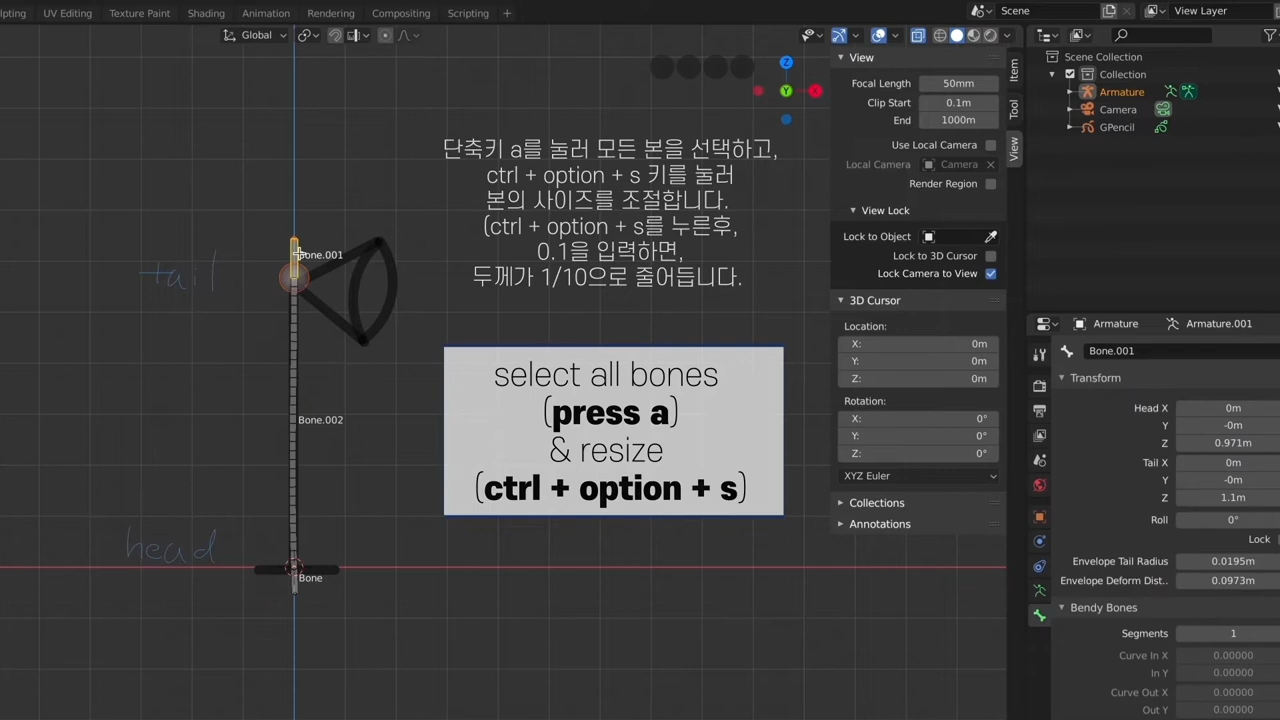 lpting
UV Editing
Texture Paint
Shading
Animation
Rendering
Compositing
Scripting
+
Scene
View Layer
Global
Z
Y
X
단축키 a를 눌러 모든 본을 선택하고,
ctrl + option + s 키를 눌러
본의 사이즈를 조절합니다.
(ctrl + option + s를 누른후,
0.1을 입력하면,
두께가 1/10으로 줄어듭니다.
tail
Bone.001
Bone.002
head
Bone
select all bones
(press a)
& resize
(ctrl + option + s)
View
Focal Length 50mm
Clip Start 0.1m
End 1000m
Use Local Camera
Local Camera Camera
Render Region
View Lock
Lock to Object
Lock to 3D Cursor
Lock Camera to View
3D Cursor
Location:
X: 0m
Y: 0m
Z: 0m
Rotation:
X: 0°
Y: 0°
Z: 0°
XYZ Euler
Collections
Annotations
Item
Tool
View
Scene Collection
Collection
Armature
Camera
GPencil
Armature
Armature.001
Bone.001
Transform
Head X 0m
Y -0m
Z 0.971m
Tail X 0m
Y -0m
Z 1.1m
Roll 0°
Lock
Envelope Tail Radius 0.0195m
Envelope Deform Dist.. 0.0973m
Bendy Bones
Segments 1
Curve In X 0.00000
In Y 0.00000
Curve Out X 0.00000
Out Y 0.00000